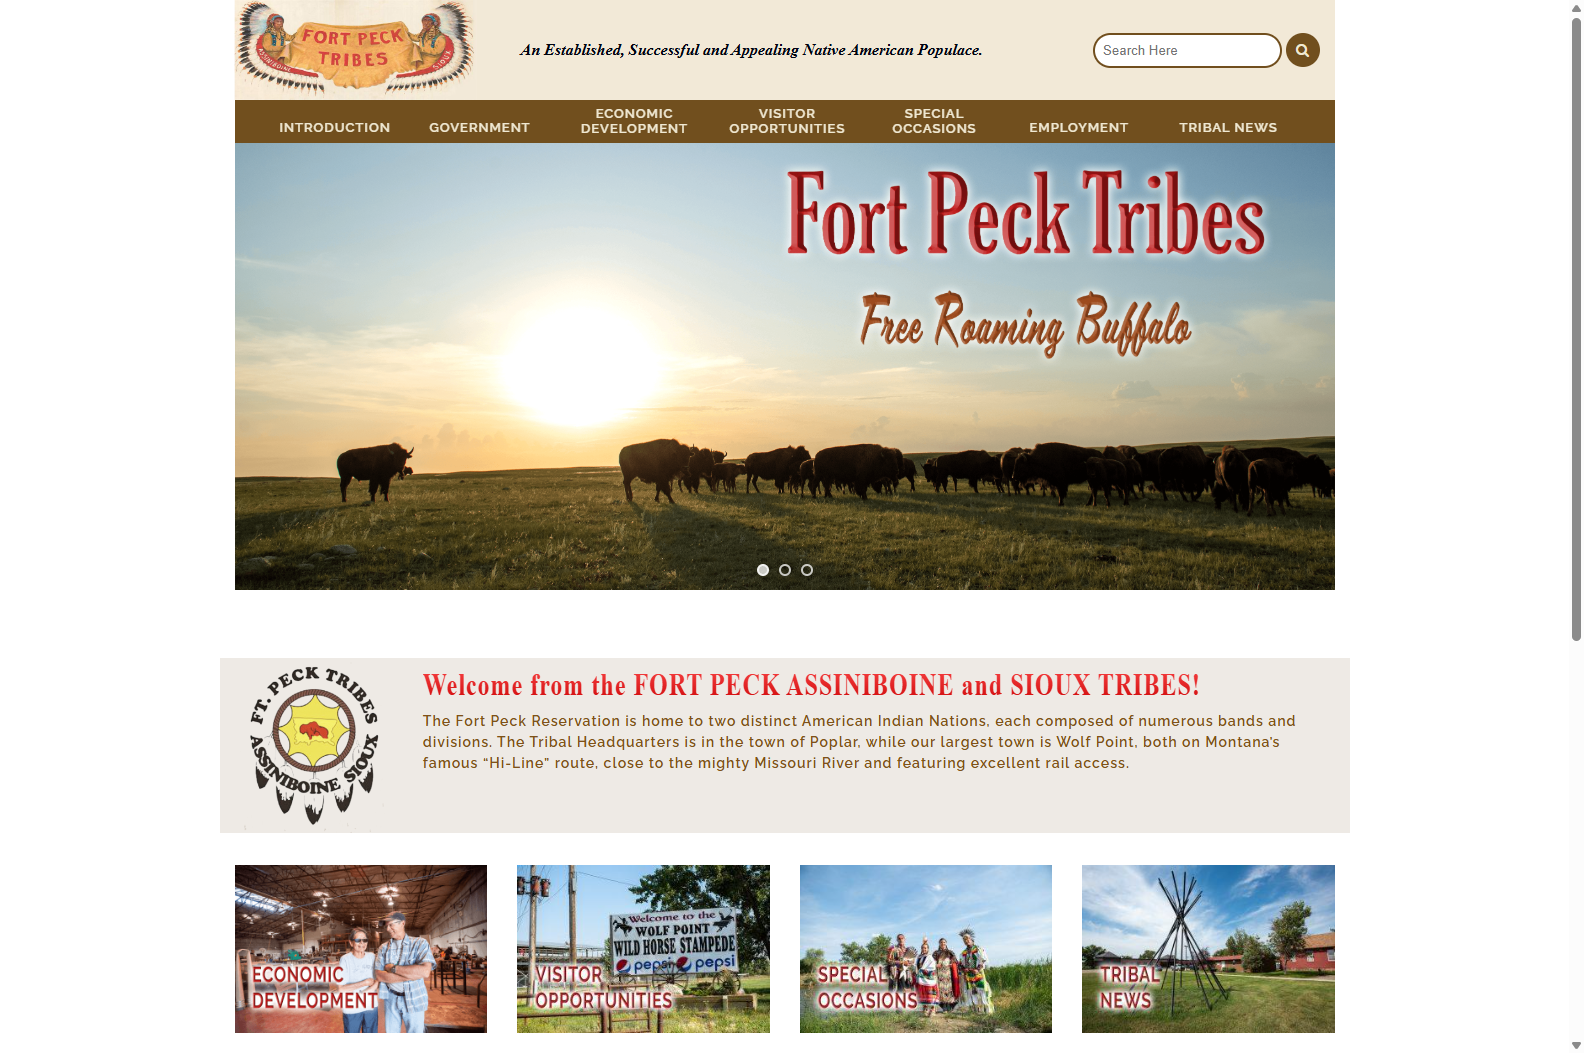 FORT PECK
TRIBES
ASSINIBOINE
SIOUX
An Established, Successful and Appealing Native American Populace.
Search Here
INTRODUCTION
GOVERNMENT
ECONOMIC
DEVELOPMENT
VISITOR
OPPORTUNITIES
SPECIAL
OCCASIONS
EMPLOYMENT
TRIBAL NEWS
Fort Peck Tribes
Free Roaming Buffalo
FT. PECK TRIBES
ASSINIBOINE SIOUX
Welcome from the FORT PECK ASSINIBOINE and SIOUX TRIBES!
The Fort Peck Reservation is home to two distinct American Indian Nations, each composed of numerous bands and
divisions. The Tribal Headquarters is in the town of Poplar, while our largest town is Wolf Point, both on Montana's
famous “Hi-Line” route, close to the mighty Missouri River and featuring excellent rail access.
ECONOMIC
DEVELOPMENT
Welcome to the
WOLF POINT
WILD HORSE STAMPEDE
pepsi pepsi
VISITOR
OPPORTUNITIES
SPECIAL
OCCASIONS
TRIBAL
NEWS